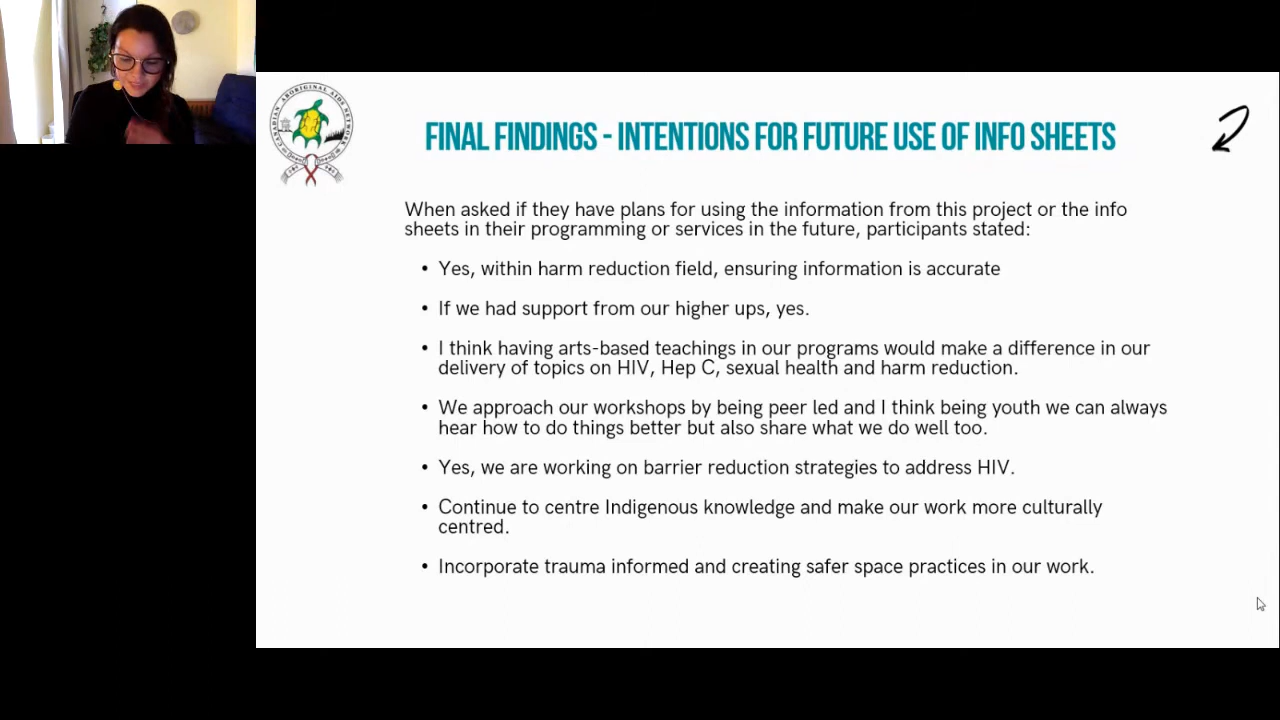 CANADIAN ABORIGINAL AIDS NETWORK
FINAL FINDINGS - INTENTIONS FOR FUTURE USE OF INFO SHEETS
When asked if they have plans for using the information from this project or the info
sheets in their programming or services in the future, participants stated:
• Yes, within harm reduction field, ensuring information is accurate
• If we had support from our higher ups, yes.
• I think having arts-based teachings in our programs would make a difference in our
delivery of topics on HIV, Hep C, sexual health and harm reduction.
• We approach our workshops by being peer led and I think being youth we can always
hear how to do things better but also share what we do well too.
• Yes, we are working on barrier reduction strategies to address HIV.
• Continue to centre Indigenous knowledge and make our work more culturally
centred.
• Incorporate trauma informed and creating safer space practices in our work.